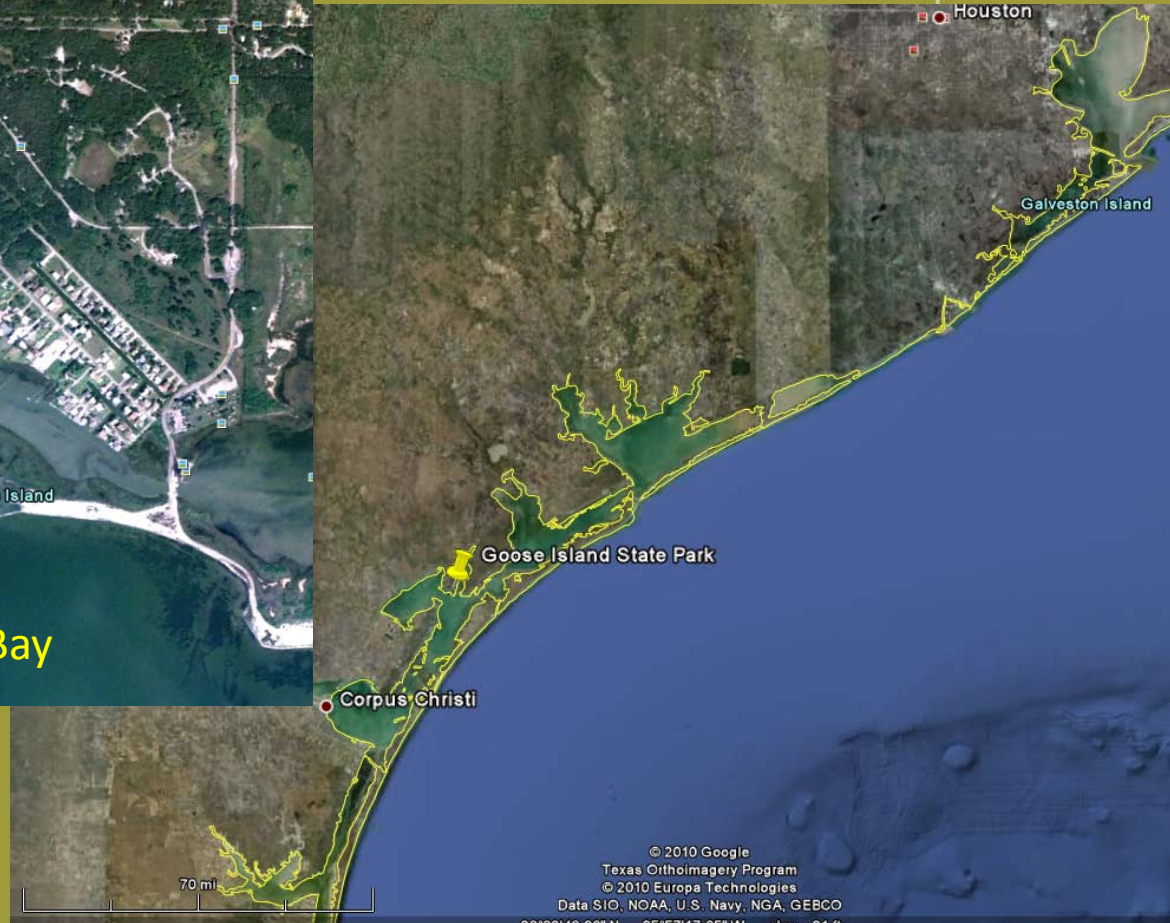 Houston
Galveston Island
Island
Goose Island State Park
Bay
Corpus Christi
70 mi
© 2010 Google
Texas Orthoimagery Program
© 2010 Europa Technologies
Data SIO, NOAA, U.S. Navy, NGA, GEBCO